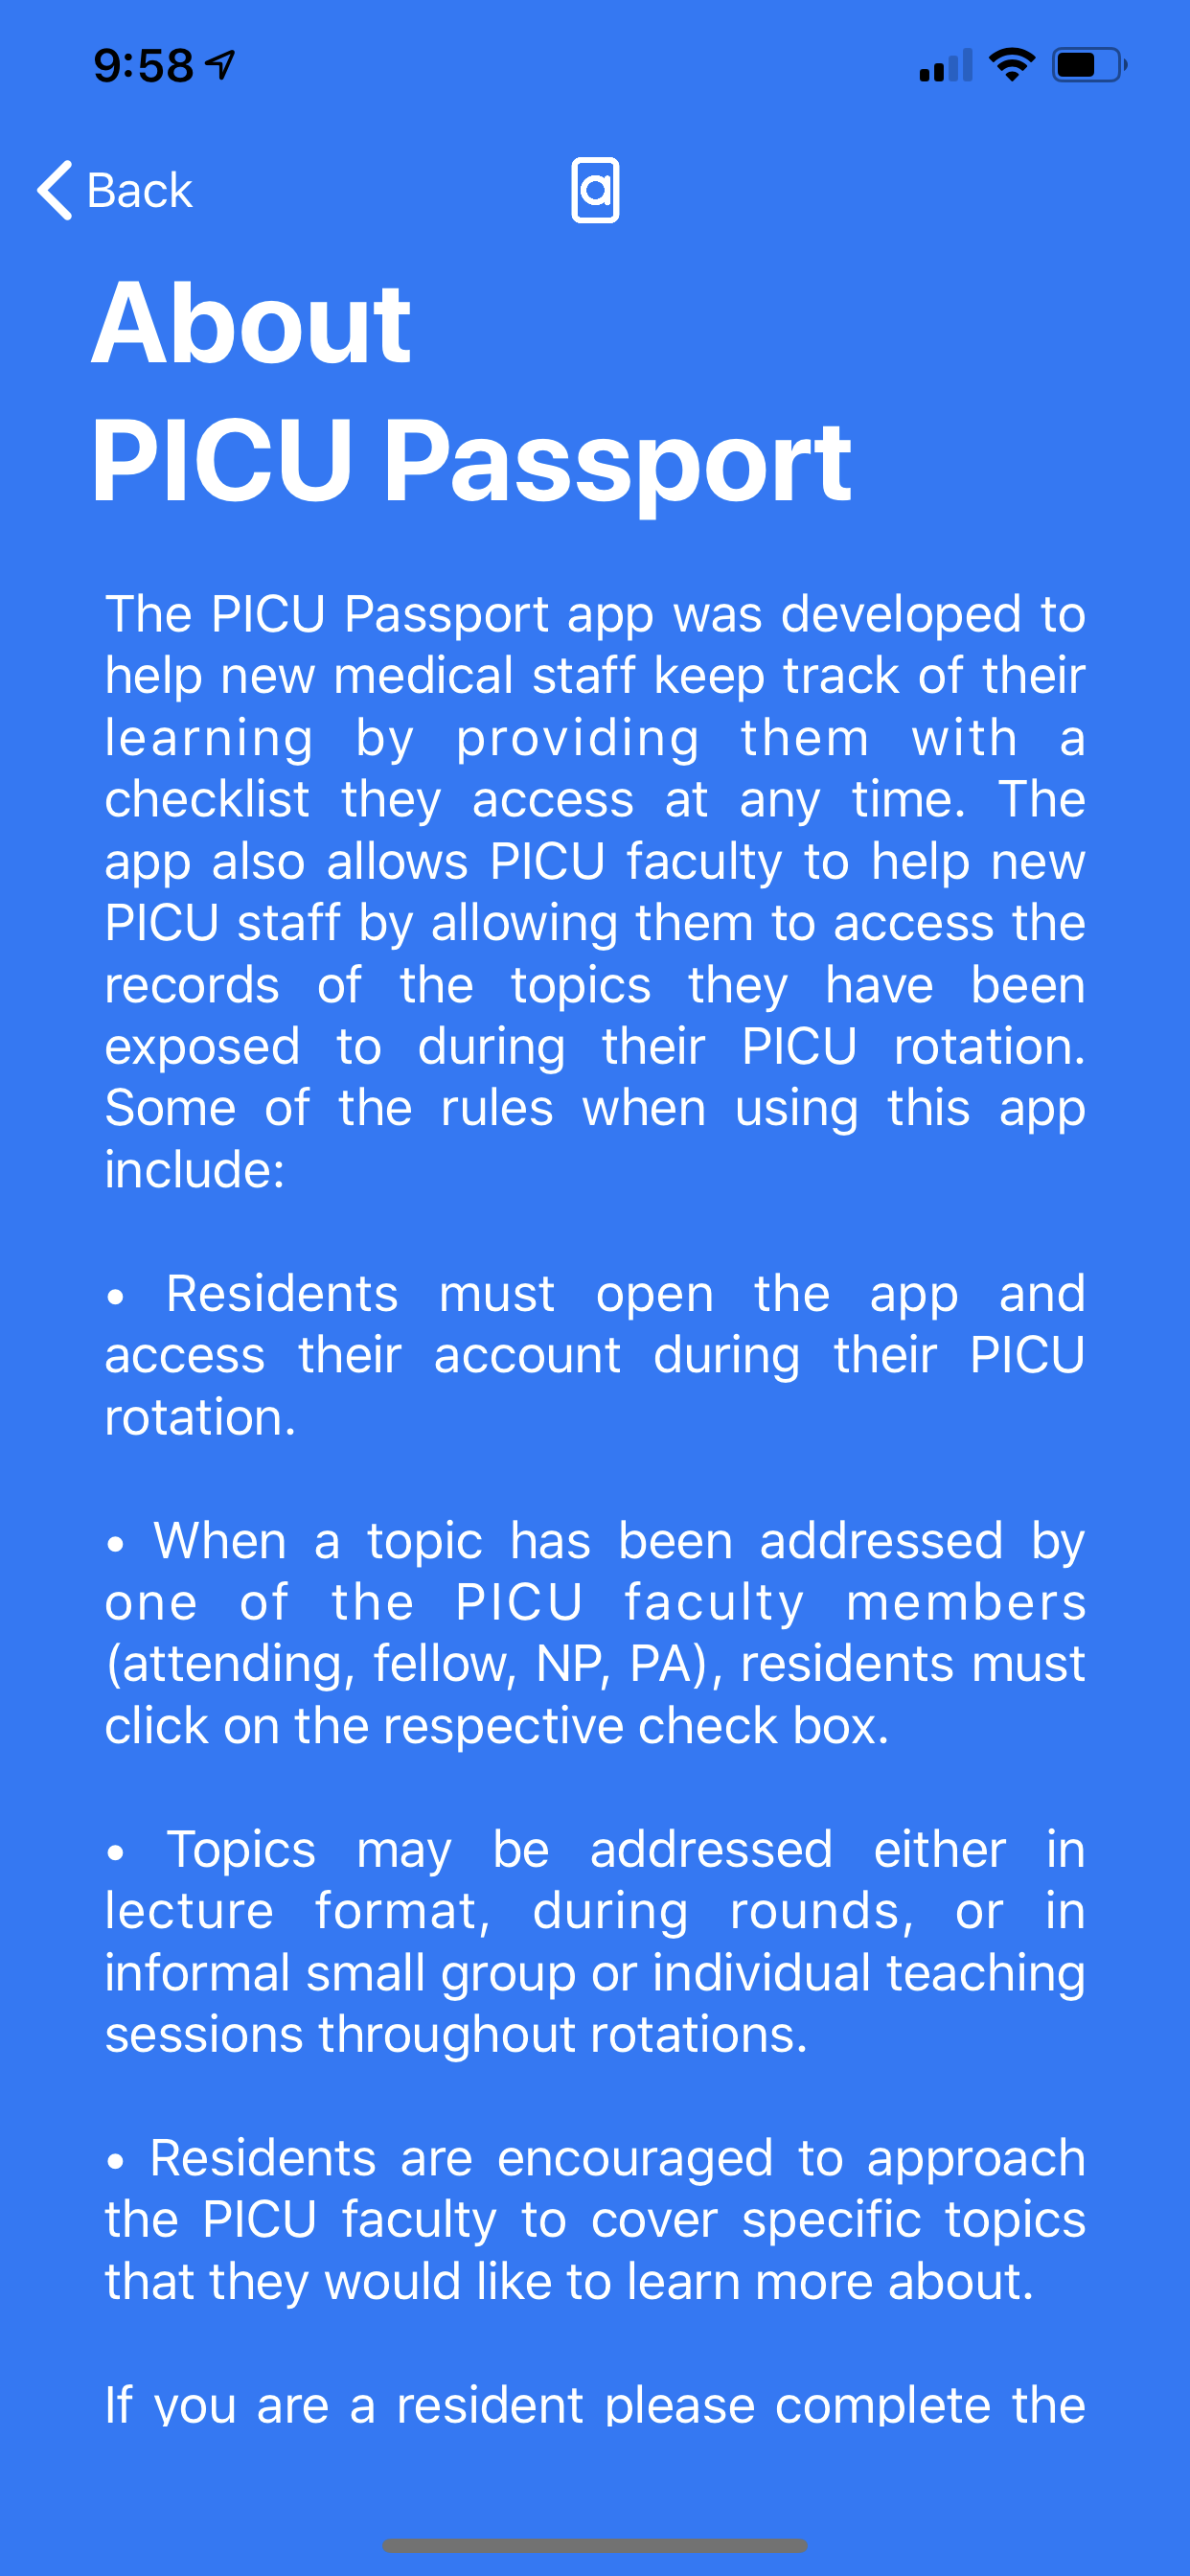 9:58
Back
a
About
PICU Passport
The PICU Passport app was developed to
help new medical staff keep track of their
learning by providing them with a
checklist they access at any time. The
app also allows PICU faculty to help new
PICU staff by allowing them to access the
records of the topics they have been
exposed to during their PICU rotation.
Some of the rules when using this app
include:
• Residents must open the app and
access their account during their PICU
rotation.
• When a topic has been addressed by
one of the PICU faculty members
(attending, fellow, NP, PA), residents must
click on the respective check box.
• Topics may be addressed either in
lecture format, during rounds, or in
informal small group or individual teaching
sessions throughout rotations.
• Residents are encouraged to approach
the PICU faculty to cover specific topics
that they would like to learn more about.
If you are a resident please complete the